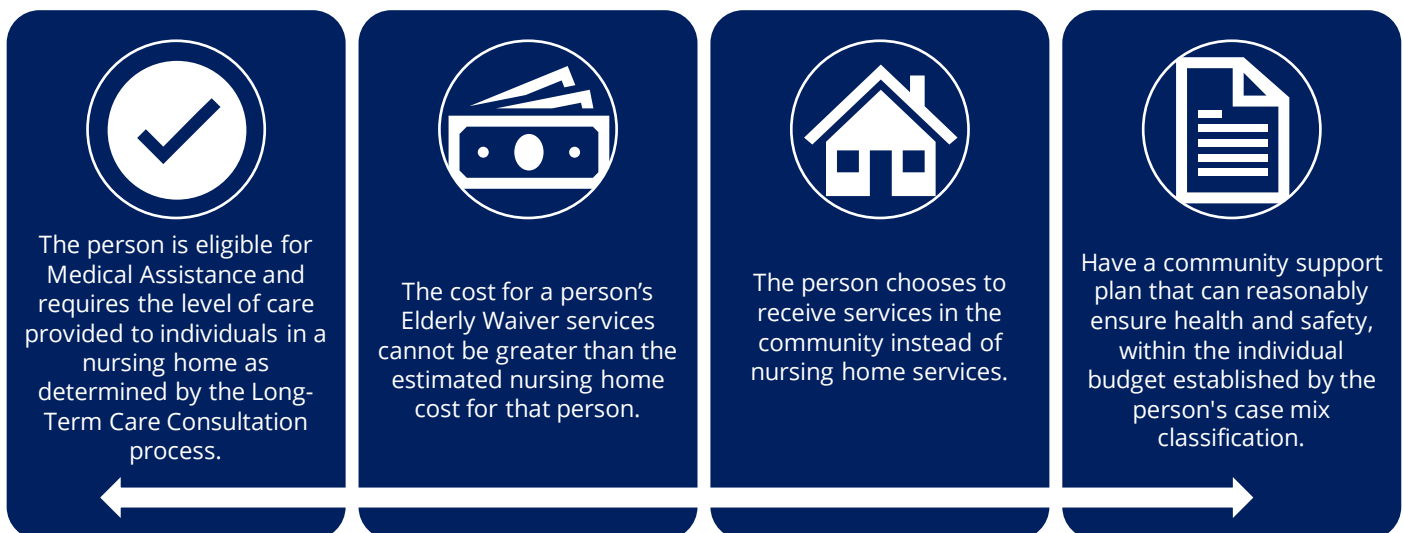 The person is eligible for
Medical Assistance and
requires the level of care
provided to individuals in a
nursing home as
determined by the Long-
Term Care Consultation
process.
The cost for a person’s
Elderly Waiver services
cannot be greater than the
estimated nursing home
cost for that person.
The person chooses to
receive services in the
community instead of
nursing home services.
Have a community support
plan that can reasonably
ensure health and safety,
within the individual
budget established by the
person's case mix
classification.